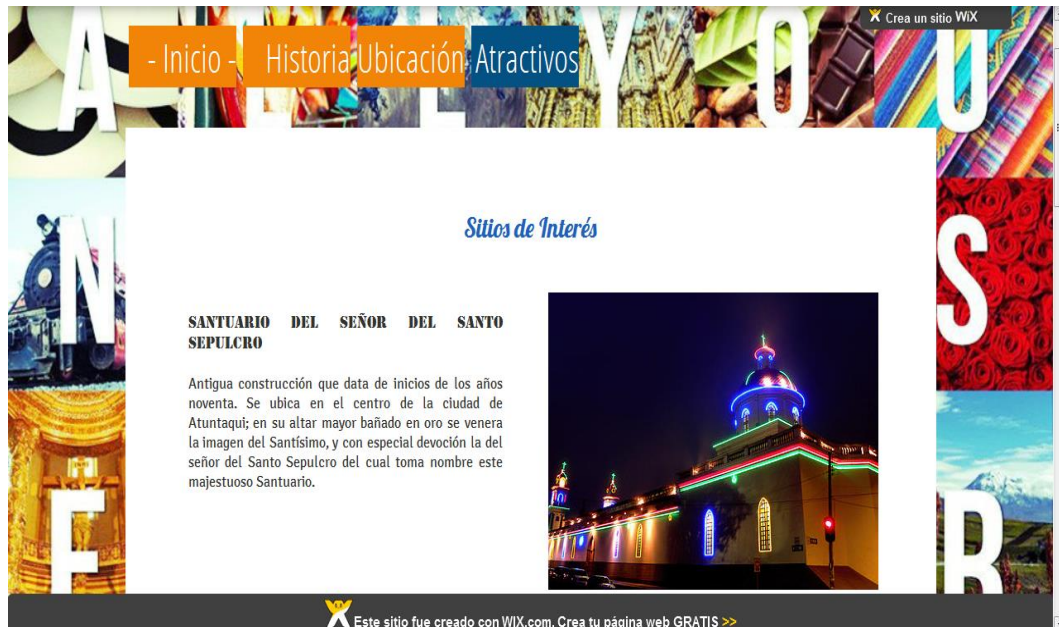 Crea un sitio WiX
- Inicio - Historia Ubicación Atractivos
A L L Y O U
N S
E R
Sitios de Interés
SANTUARIO DEL SEÑOR DEL SANTO
SEPULCRO
Antigua construcción que data de inicios de los años
noventa. Se ubica en el centro de la ciudad de
Atuntaqui; en su altar mayor bañado en oro se venera
la imagen del Santísimo, y con especial devoción la del
señor del Santo Sepulcro del cual toma nombre este
majestuoso Santuario.
WiX Este sitio fue creado con WIX.com. Crea tu página web GRATIS >>